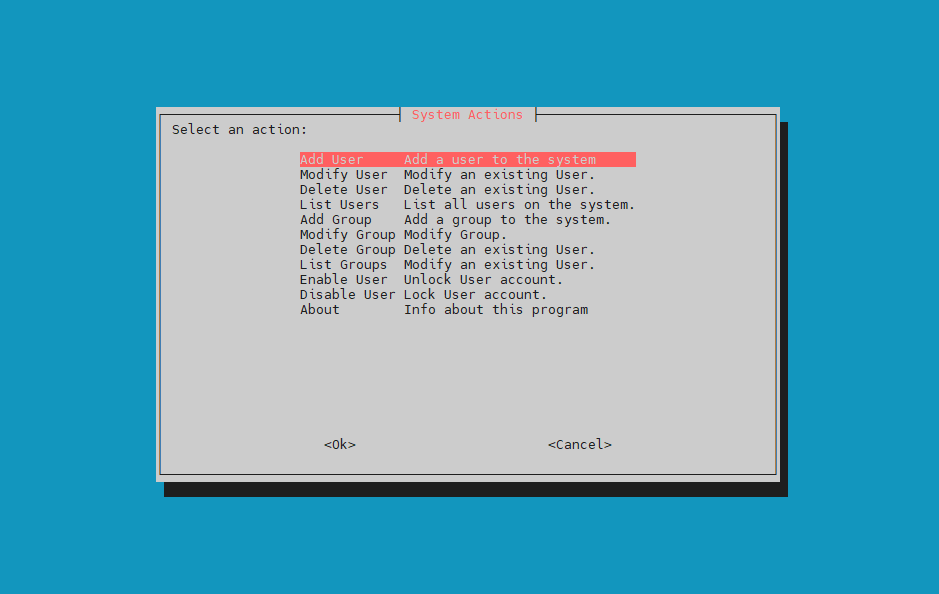 System Actions
Select an action:
Add User Add a user to the system
Modify User Modify an existing User.
Delete User Delete an existing User.
List Users List all users on the system.
Add Group Add a group to the system.
Modify Group Modify Group.
Delete Group Delete an existing User.
List Groups Modify an existing User.
Enable User Unlock User account.
Disable User Lock User account.
About Info about this program
<Ok> <Cancel>